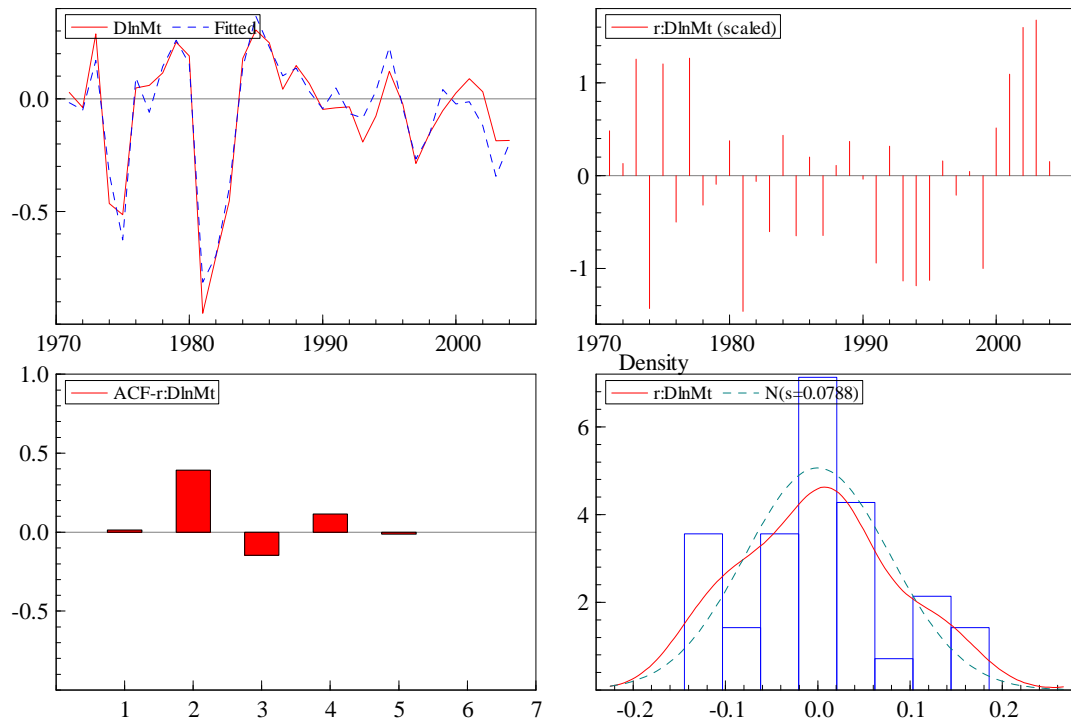 DlnMt Fitted
0.0
-0.5
1970 1980 1990 2000
r:DlnMt (scaled)
1
0
-1
1970 1980 1990 2000
1.0
ACF-r:DlnMt
0.5
0.0
-0.5
1 2 3 4 5 6 7
Density
r:DlnMt N(s=0.0788)
6
4
2
-0.2 -0.1 0.0 0.1 0.2